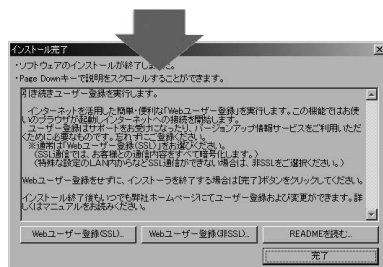 インストール完了
・ソフトウェアのインストールが終了しました。
・Page Downキーで説明をスクロールすることができます。
引き続きユーザー登録を実行します。
インターネットを活用した簡単・便利な「Webユーザー登録」を実行します。この機能ではお使
いのブラウザが起動し、インターネットへの接続を開始します。
ユーザー登録はサポートをお受けになったり、バージョンアップ情報サービスをご利用いただ
くために必要なものです。忘れずにご登録ください。
※通常は「Webユーザー登録(SSL)」をお選びください。
(SSL通信では、お客様との通信内容をすべて暗号化します。)
(特殊な設定のLAN内からなどSSL通信ができない場合は、非SSLをご選択ください。)
Webユーザー登録をせずに、インストーラを終了する場合は[完了]ボタンをクリックしてください。
インストール終了後もいつでも弊社ホームページにてユーザー登録および変更ができます。詳
しくはマニュアルをお読みください。
Webユーザー登録(SSL)... Webユーザー登録(非SSL)... READMEを読む...
完了